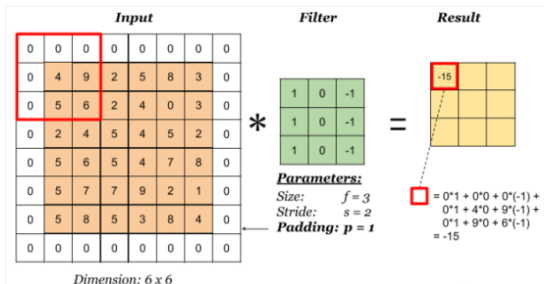 Input Filter Result
0 0 0 0 0 0 0 0
0 4 9 2 5 8 3 0
0 5 6 2 4 0 3 0
0 2 4 5 4 5 2 0
0 5 6 5 4 7 8 0
0 5 7 7 9 2 1 0
0 5 8 5 3 8 4 0
0 0 0 0 0 0 0 0
Dimension: 6 x 6
*
1 0 -1
1 0 -1
1 0 -1
Parameters:
Size: f = 3
Stride: s = 2
Padding: p = 1
=
-15
= 0*1 + 0*0 + 0*(-1) +
0*1 + 4*0 + 9*(-1) +
0*1 + 9*0 + 6*(-1)
= -15